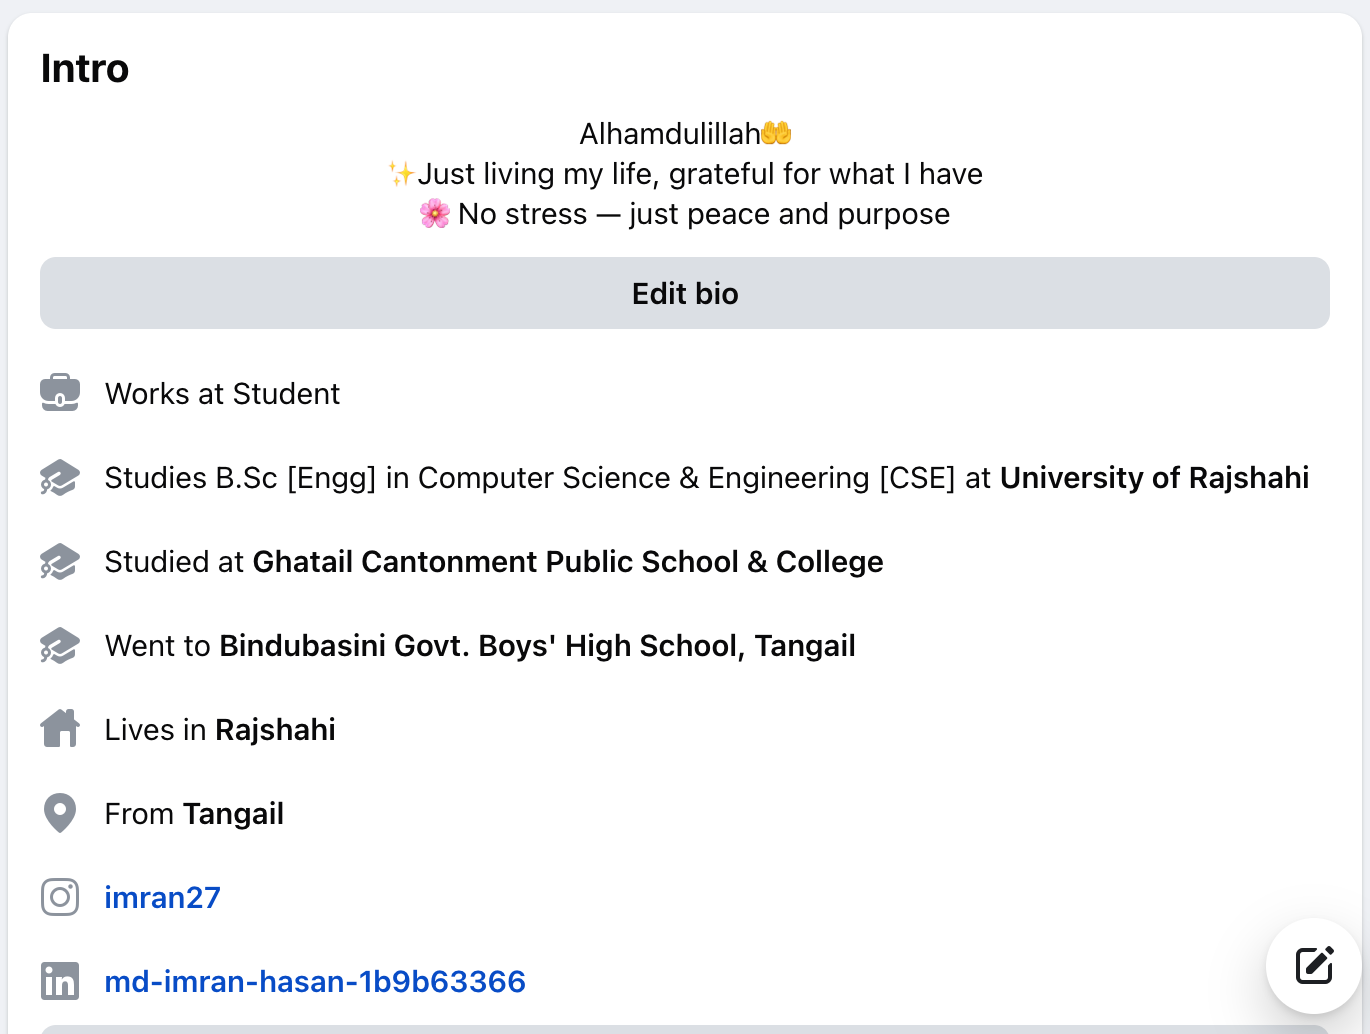 Intro
Alhamdulillah🤲
✨Just living my life, grateful for what I have
🌸 No stress — just peace and purpose
Edit bio
Works at Student
Studies B.Sc [Engg] in Computer Science & Engineering [CSE] at University of Rajshahi
Studied at Ghatail Cantonment Public School & College
Went to Bindubasini Govt. Boys' High School, Tangail
Lives in Rajshahi
From Tangail
imran27
md-imran-hasan-1b9b63366